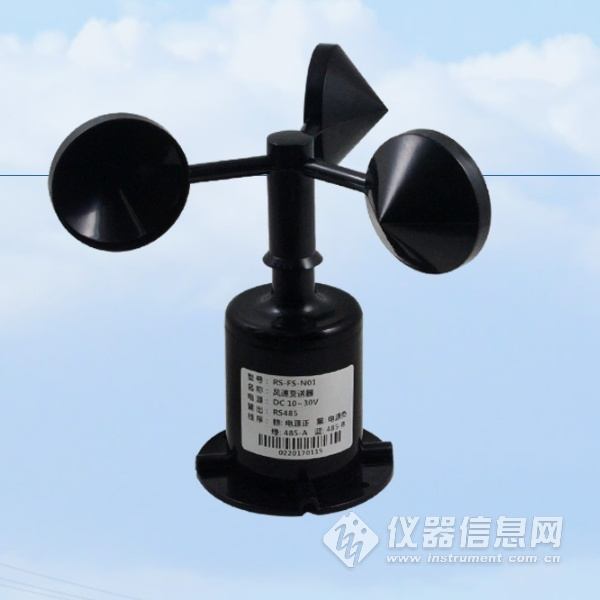 型号: RS-FS-N01
名称: 风速变送器
电源: DC 10~30V
输出: RS485
线序: 棕: 电源正 黑: 电源负
绿: 485-A 蓝: 485-B
0220170115
仪器信息网
www.instrument.com.cn